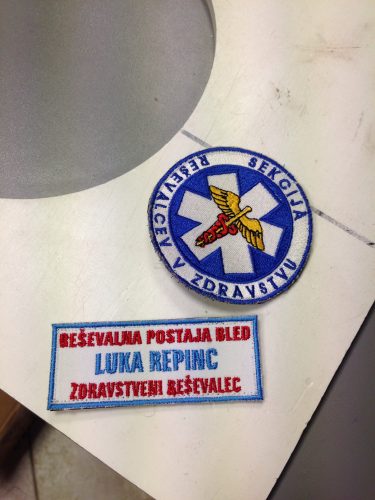 SEKCIJA
REŠEVALCEV V ZDRAVSTVU
REŠEVALNA POSTAJA BLED
LUKA REPINC
ZDRAVSTVENI REŠEVALEC